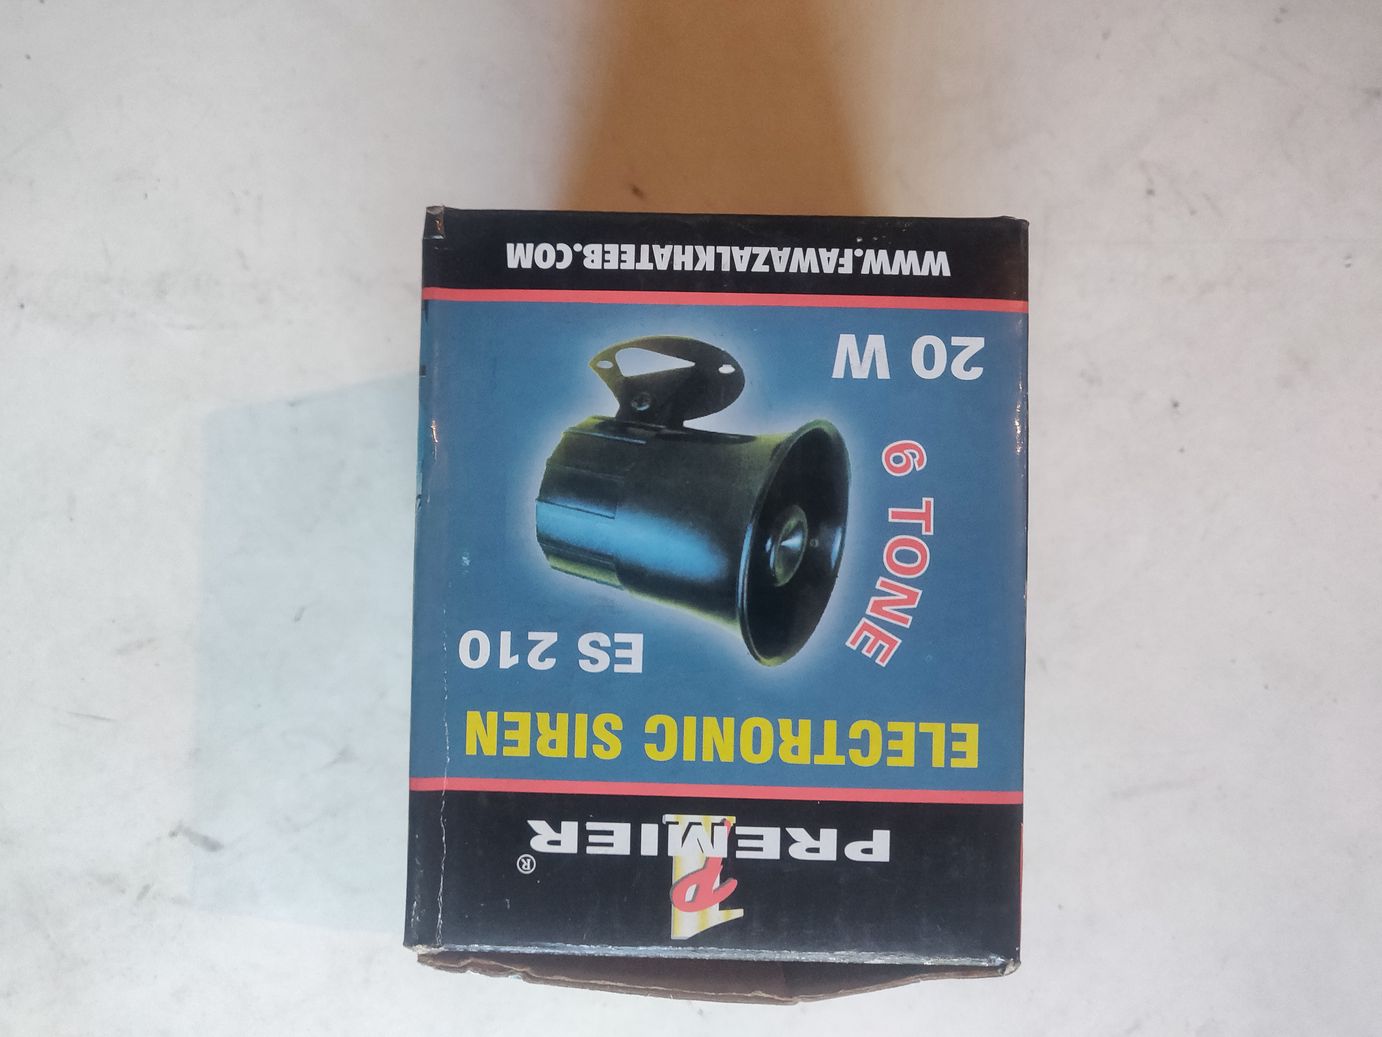 PREMIER ®
P
ELECTRONIC SIREN
ES 210
6 TONE
20 W
WWW.FAWAZALKHATEEB.COM